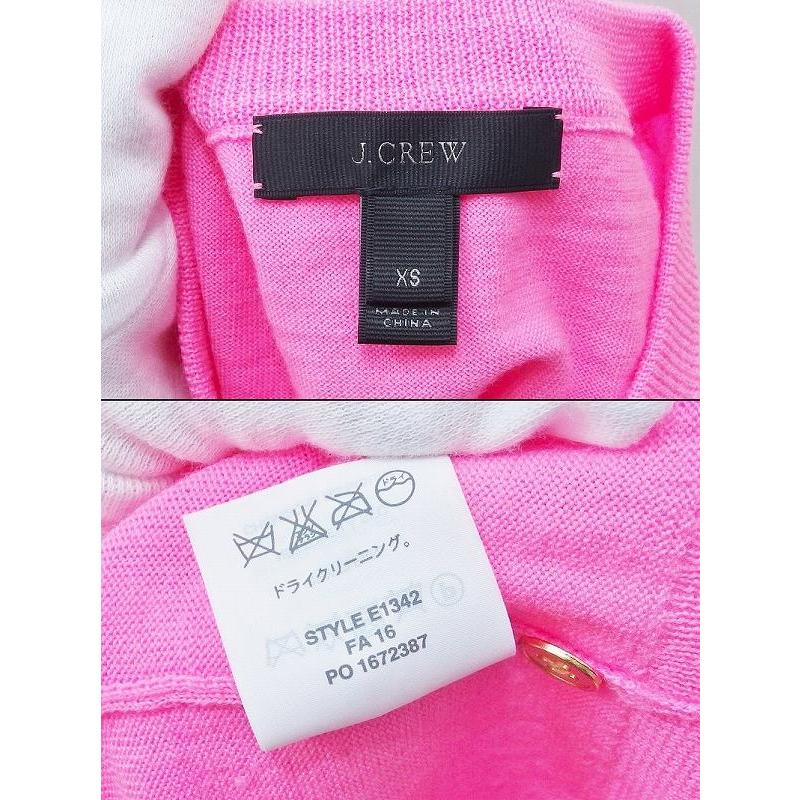 J.CREW
XS
MADE IN
CHINA
ドライ
ドライクリーニング。
STYLE E1342
FA 16
PO 1672387